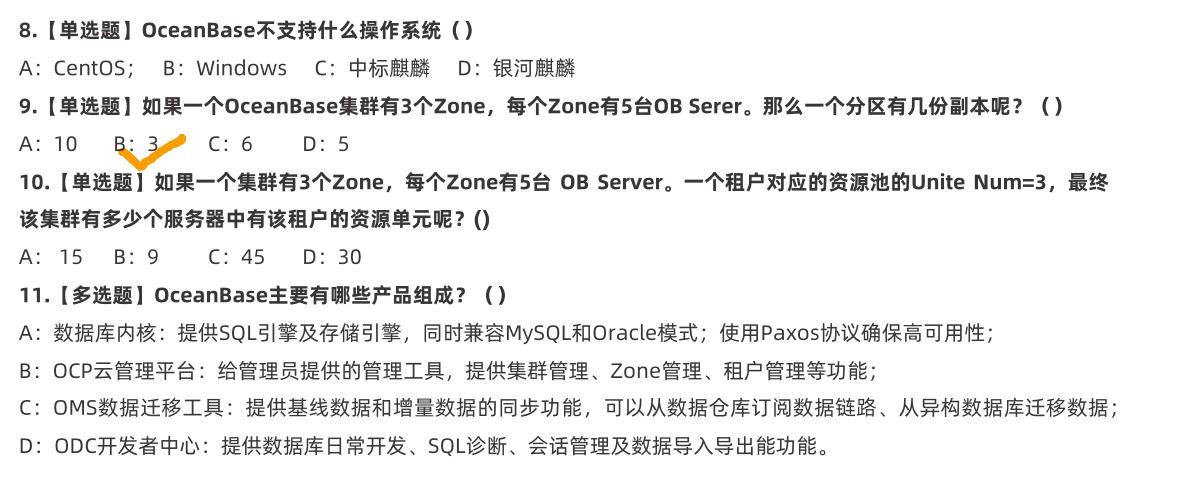 8.【单选题】OceanBase不支持什么操作系统（ ）
A：CentOS； B：Windows C：中标麒麟 D：银河麒麟
9.【单选题】如果一个OceanBase集群有3个Zone，每个Zone有5台OB Serer。那么一个分区有几份副本呢？（ ）
A：10 B：3 C：6 D：5
10.【单选题】如果一个集群有3个Zone，每个Zone有5台 OB Server。一个租户对应的资源池的Unite Num=3，最终
该集群有多少个服务器中有该租户的资源单元呢？()
A： 15 B：9 C：45 D：30
11.【多选题】OceanBase主要有哪些产品组成？（ ）
A：数据库内核：提供SQL引擎及存储引擎，同时兼容MySQL和Oracle模式；使用Paxos协议确保高可用性；
B：OCP云管理平台：给管理员提供的管理工具，提供集群管理、Zone管理、租户管理等功能；
C：OMS数据迁移工具：提供基线数据和增量数据的同步功能，可以从数据仓库订阅数据链路、从异构数据库迁移数据；
D：ODC开发者中心：提供数据库日常开发、SQL诊断、会话管理及数据导入导出能功能。